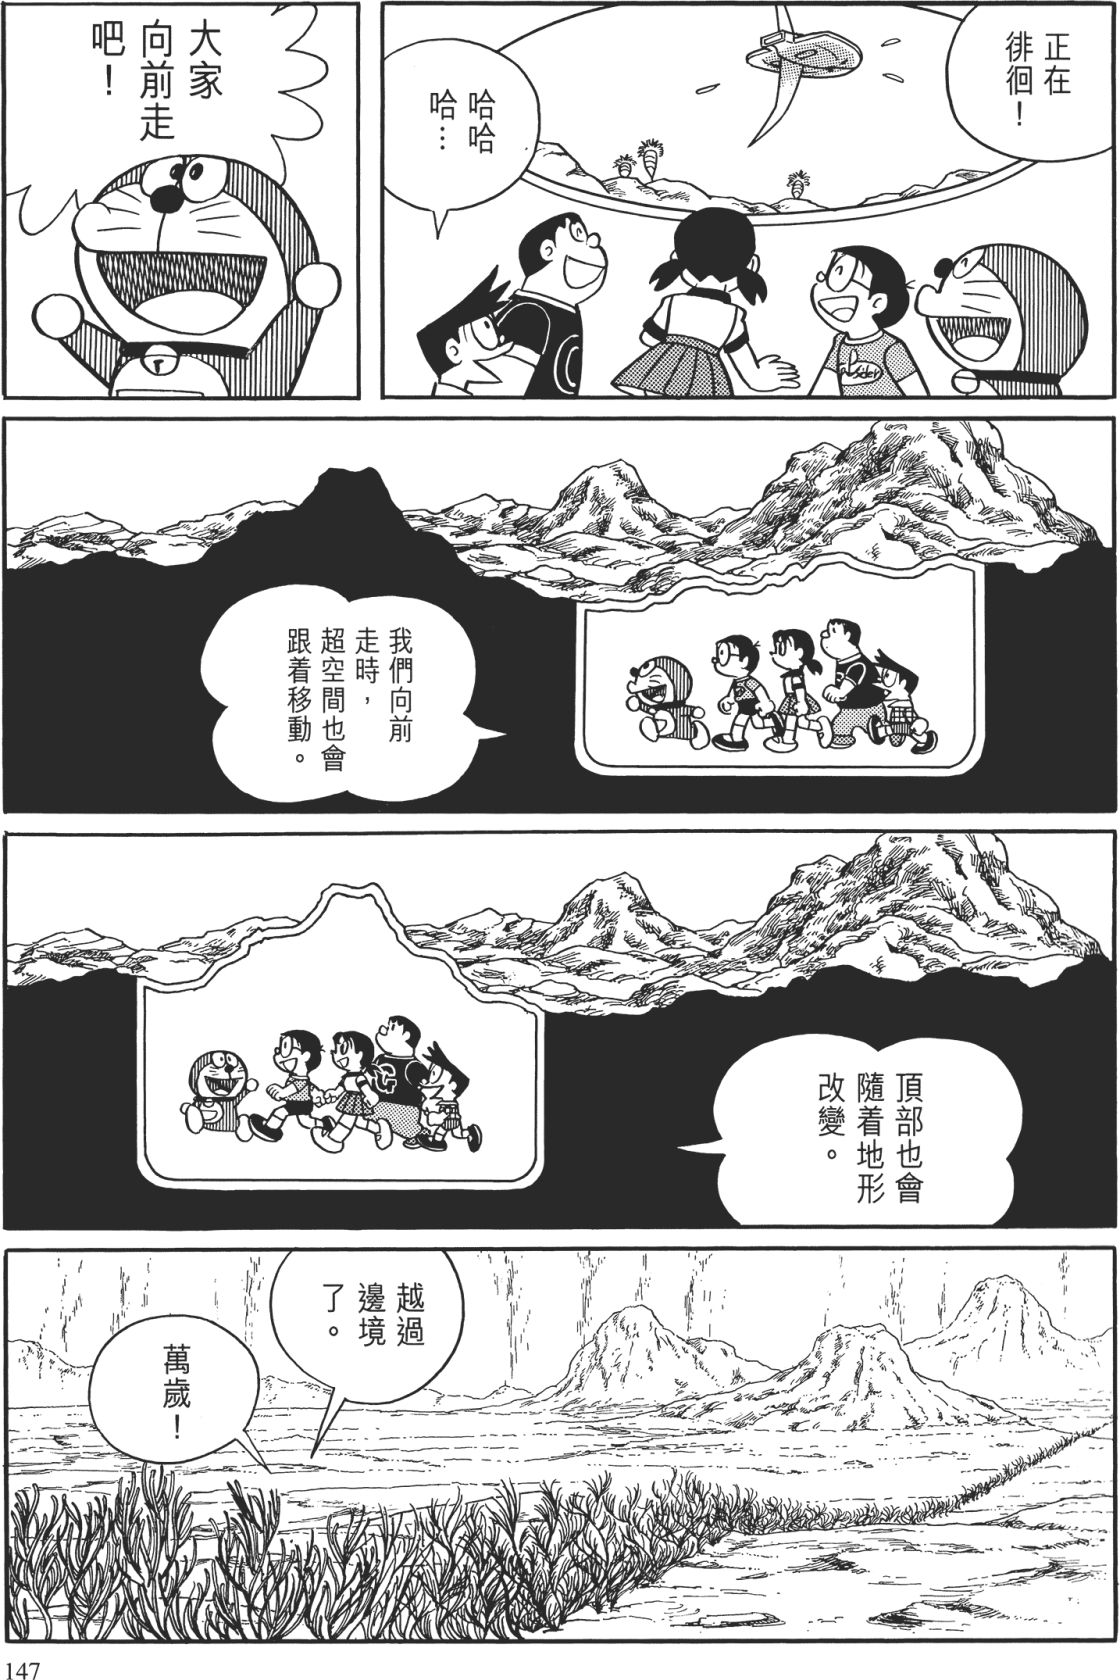 正在
徘徊！
哈哈
哈…
大家
向前走
吧！
我們向前
走時，
超空間也會
跟着移動。
頂部也會
隨着地形
改變。
越過
邊境
了。
萬歲！
147